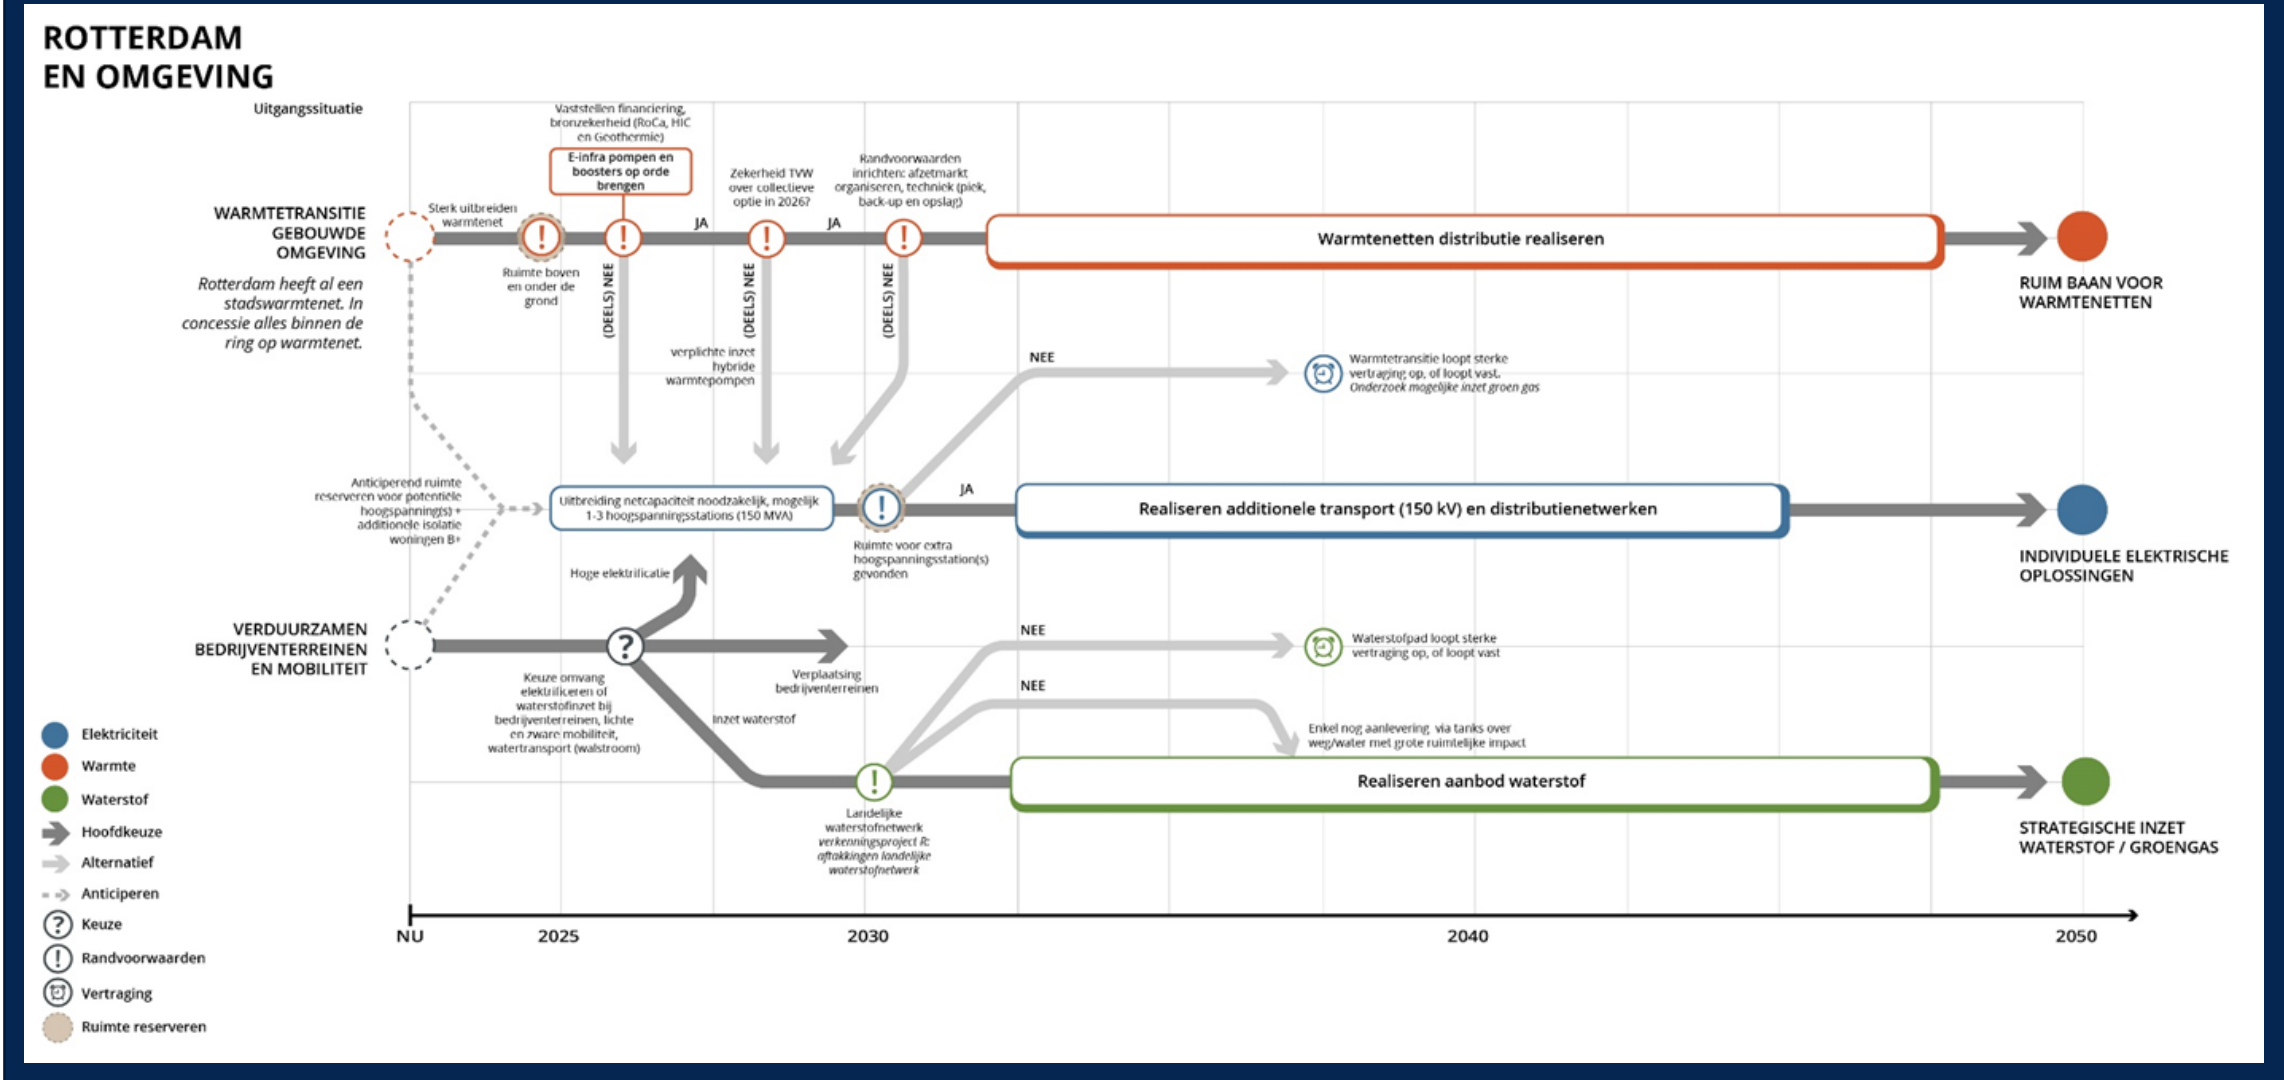 ROTTERDAM
EN OMGEVING
Uitgangssituatie
Vaststellen financiering,
bronzekerheid (RoCa, HIC
en Geothermie)
E-infra pompen en
boosters op orde
brengen
Sterk uitbreiden
warmtenet
Ruimte boven
en onder de
grond
JA
Zekerheid TVW
over collectieve
optie in 2026?
JA
Randvoorwaarden
inrichten: afzetmarkt
organiseren, techniek (piek,
back-up en opslag)
WARMTETRANSITIE
GEBOUWDE
OMGEVING
Rotterdam heeft al een
stadswarmtenet. In
concessie alles binnen de
ring op warmtenet.
Warmtenetten distributie realiseren
RUIM BAAN VOOR
WARMTENETTEN
(DEELS) NEE
(DEELS) NEE
(DEELS) NEE
verplichte inzet
hybride
warmtepompen
NEE
Warmtetransitie loopt sterke
vertraging op, of loopt vast.
Onderzoek mogelijke inzet groen gas
Anticiperend ruimte
reserveren voor potentiële
hoogspanning(s) +
additionele isolatie
woningen B+
Uitbreiding netcapaciteit noodzakelijk, mogelijk
1-3 hoogspanningsstations (150 MVA)
JA
Ruimte voor extra
hoogspanningsstation(s)
gevonden
Realiseren additionele transport (150 kV) en distributienetwerken
INDIVIDUELE ELEKTRISCHE
OPLOSSINGEN
Hoge elektrificatie
VERDUURZAMEN
BEDRIJVENTERREINEN
EN MOBILITEIT
Keuze omvang
elektrificeren of
waterstofinzet bij
bedrijventerreinen, lichte
en zware mobiliteit,
watertransport (walstroom)
Verplaatsing
bedrijventerreinen
Inzet waterstof
NEE
Waterstofpad loopt sterke
vertraging op, of loopt vast
NEE
Enkel nog aanlevering via tanks over
weg/water met grote ruimtelijke impact
Landelijke
waterstofnetwerk
verkenningsproject R:
aftakkingen landelijke
waterstofnetwerk
Realiseren aanbod waterstof
STRATEGISCHE INZET
WATERSTOF / GROENGAS
Elektriciteit
Warmte
Waterstof
Hoofdkeuze
Alternatief
Anticiperen
? Keuze
! Randvoorwaarden
Vertraging
Ruimte reserveren
NU
2025
2030
2040
2050